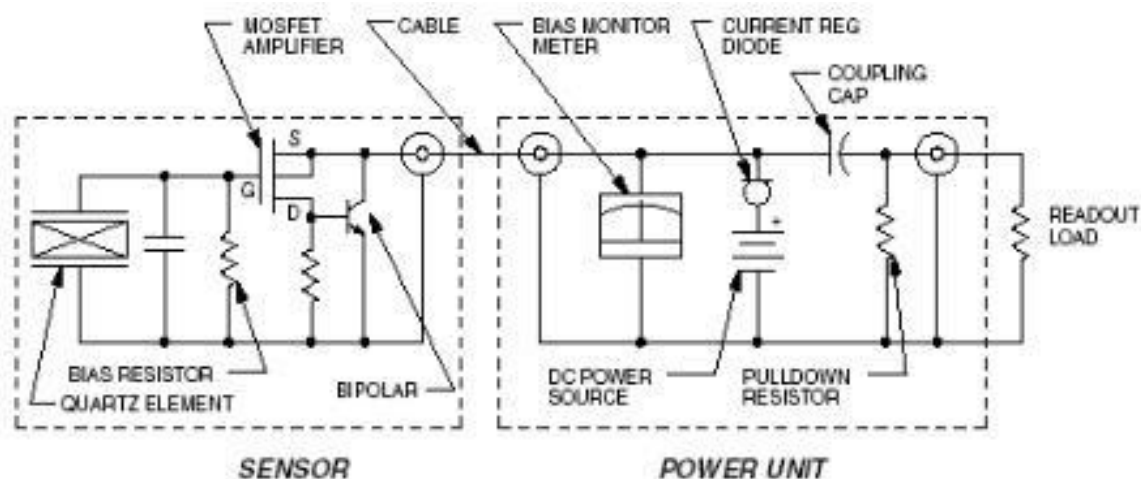 MOSFET
AMPLIFIER
CABLE
BIAS MONITOR
METER
CURRENT REG
DIODE
COUPLING
CAP
S
G
D
+
READOUT
LOAD
BIAS RESISTOR
QUARTZ ELEMENT
BIPOLAR
DC POWER
SOURCE
PULLDOWN
RESISTOR
SENSOR
POWER UNIT